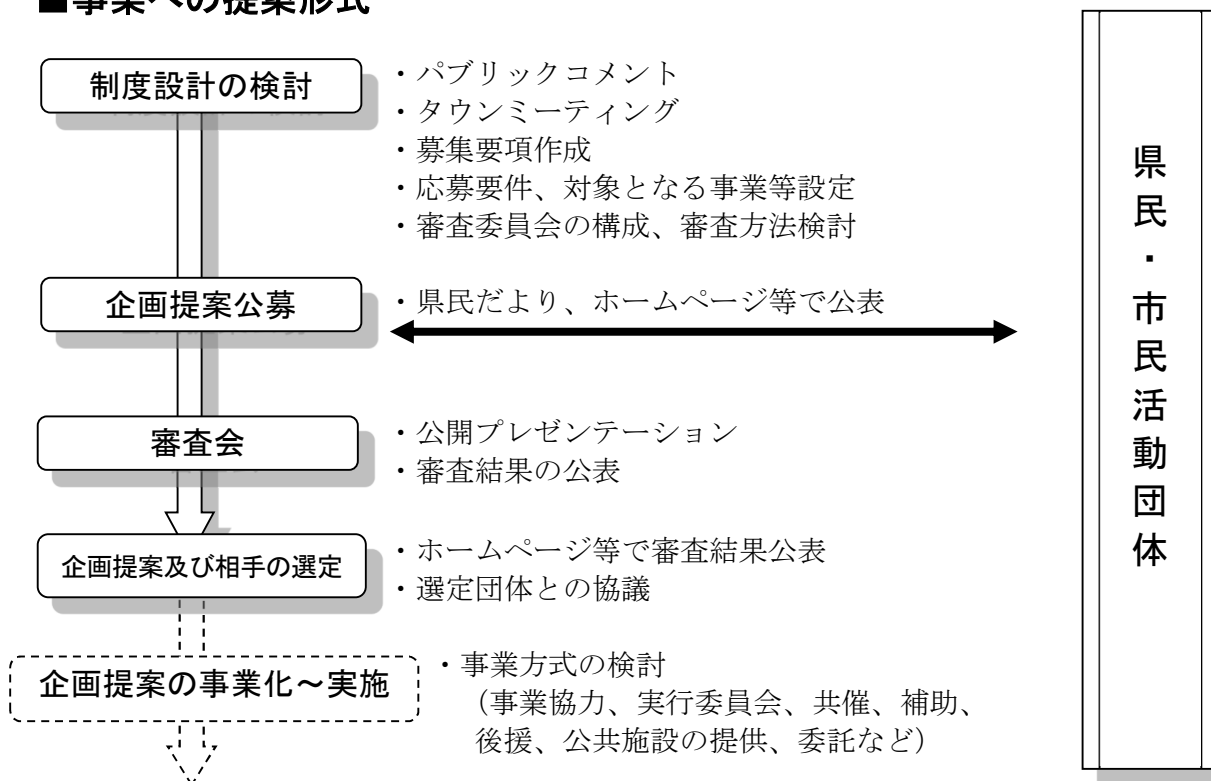 ■事業への提案形式
制度設計の検討
・パブリックコメント
・タウンミーティング
・募集要項作成
・応募要件、対象となる事業等設定
・審査委員会の構成、審査方法検討
企画提案公募
・県民だより、ホームページ等で公表
審査会
・公開プレゼンテーション
・審査結果の公表
企画提案及び相手の選定
・ホームページ等で審査結果公表
・選定団体との協議
企画提案の事業化～実施
・事業方式の検討
（事業協力、実行委員会、共催、補助、
後援、公共施設の提供、委託など）
県民・市民活動団体